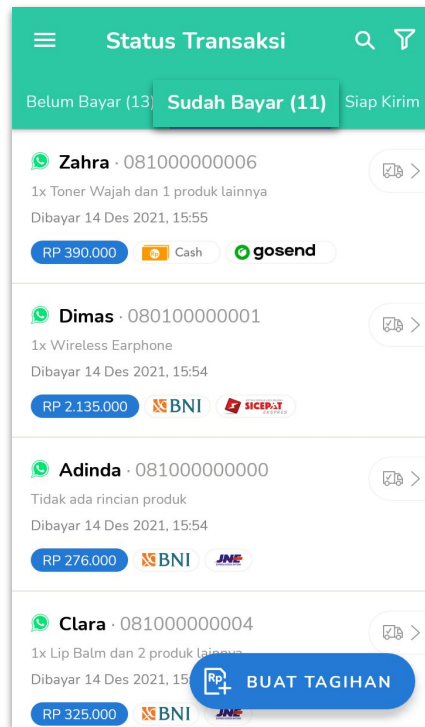 Status Transaksi
Belum Bayar (13) Sudah Bayar (11) Siap Kirim
Zahra · 081000000006
1x Toner Wajah dan 1 produk lainnya
Dibayar 14 Des 2021, 15:55
RP 390.000 Rp Cash gosend
Dimas · 080100000001
1x Wireless Earphone
Dibayar 14 Des 2021, 15:54
RP 2.135.000 BNI SICEPAT EKSPRES
Adinda · 081000000000
Tidak ada rincian produk
Dibayar 14 Des 2021, 15:54
RP 276.000 BNI JNE
Clara · 081000000004
1x Lip Balm dan 2 produk lainnya
Dibayar 14 Des 2021, 15
Rp BUAT TAGIHAN
RP 325.000 BNI JNE